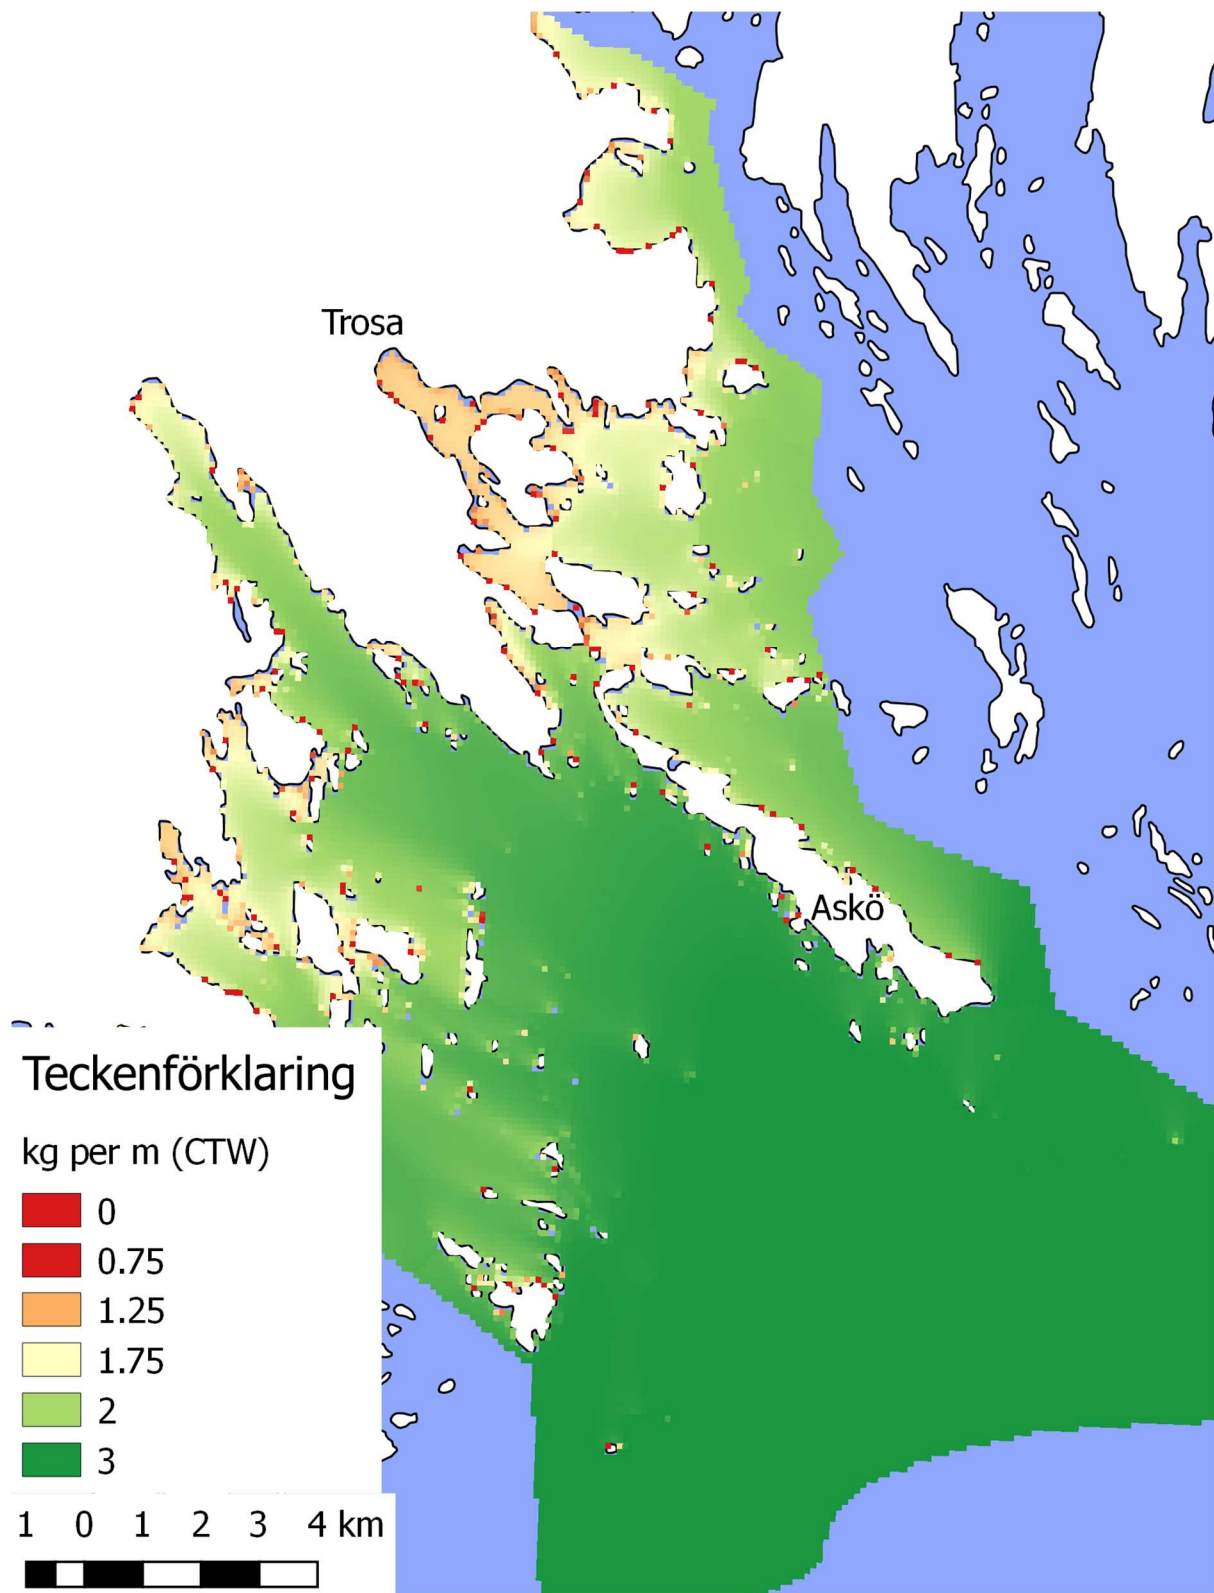 Trosa
Askö
Teckenförklaring
kg per m (CTW)
0
0.75
1.25
1.75
2
3
1 0 1 2 3 4 km